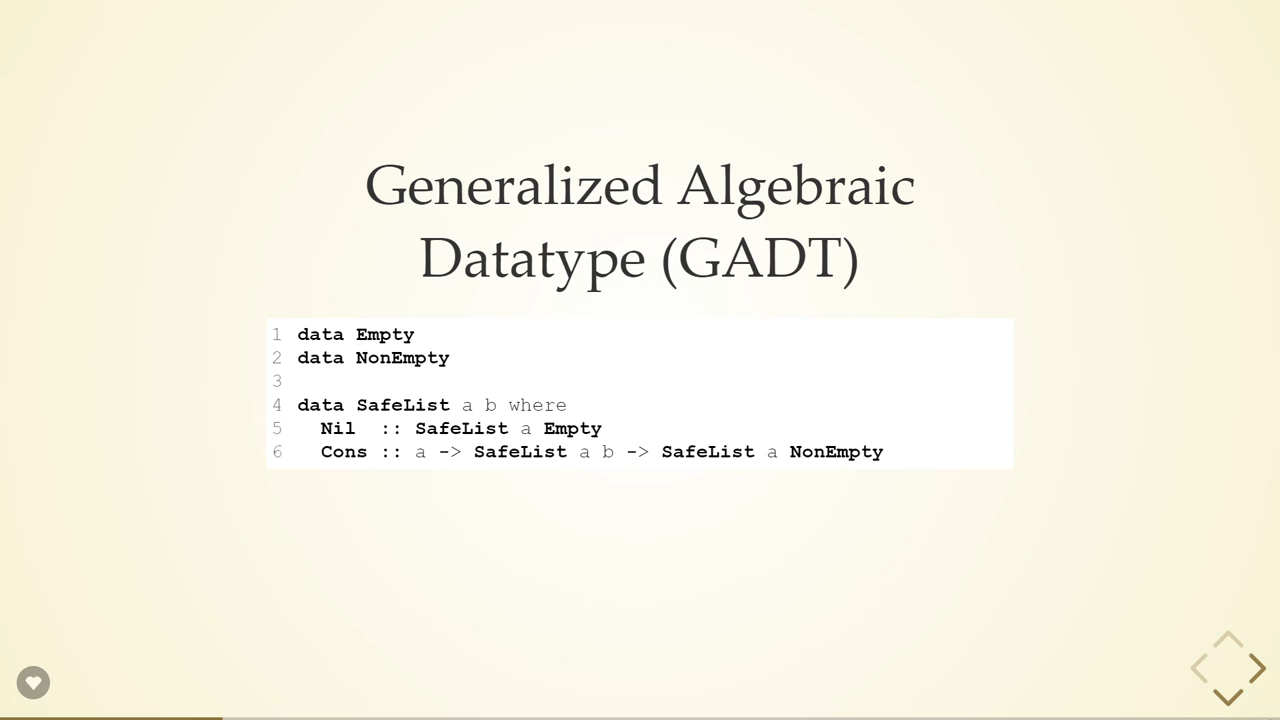 Generalized Algebraic
Datatype (GADT)
1 data Empty
2 data NonEmpty
3
4 data SafeList a b where
5   Nil  :: SafeList a Empty
6   Cons :: a -> SafeList a b -> SafeList a NonEmpty